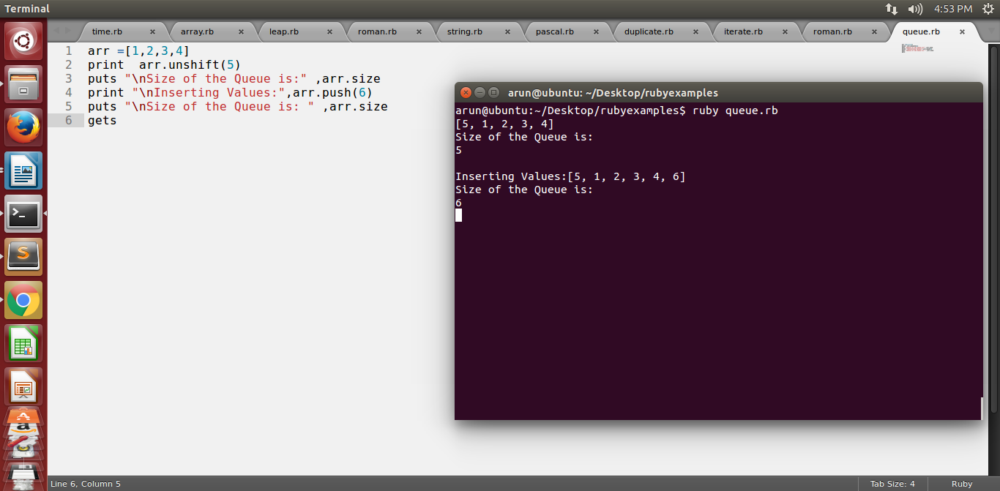 Terminal
4:53 PM
time.rb × array.rb × leap.rb × roman.rb × string.rb × pascal.rb × duplicate.rb × iterate.rb × roman.rb × queue.rb ×
1 arr =[1,2,3,4]
2 print  arr.unshift(5)
3 puts "\nSize of the Queue is:" ,arr.size
4 print "\nInserting Values:",arr.push(6)
5 puts "\nSize of the Queue is: " ,arr.size
6 gets
arun@ubuntu: ~/Desktop/rubyexamples
arun@ubuntu:~/Desktop/rubyexamples$ ruby queue.rb
[5, 1, 2, 3, 4]
Size of the Queue is:
5
Inserting Values:[5, 1, 2, 3, 4, 6]
Size of the Queue is:
6
>_
S
a
Line 6, Column 5
Tab Size: 4
Ruby